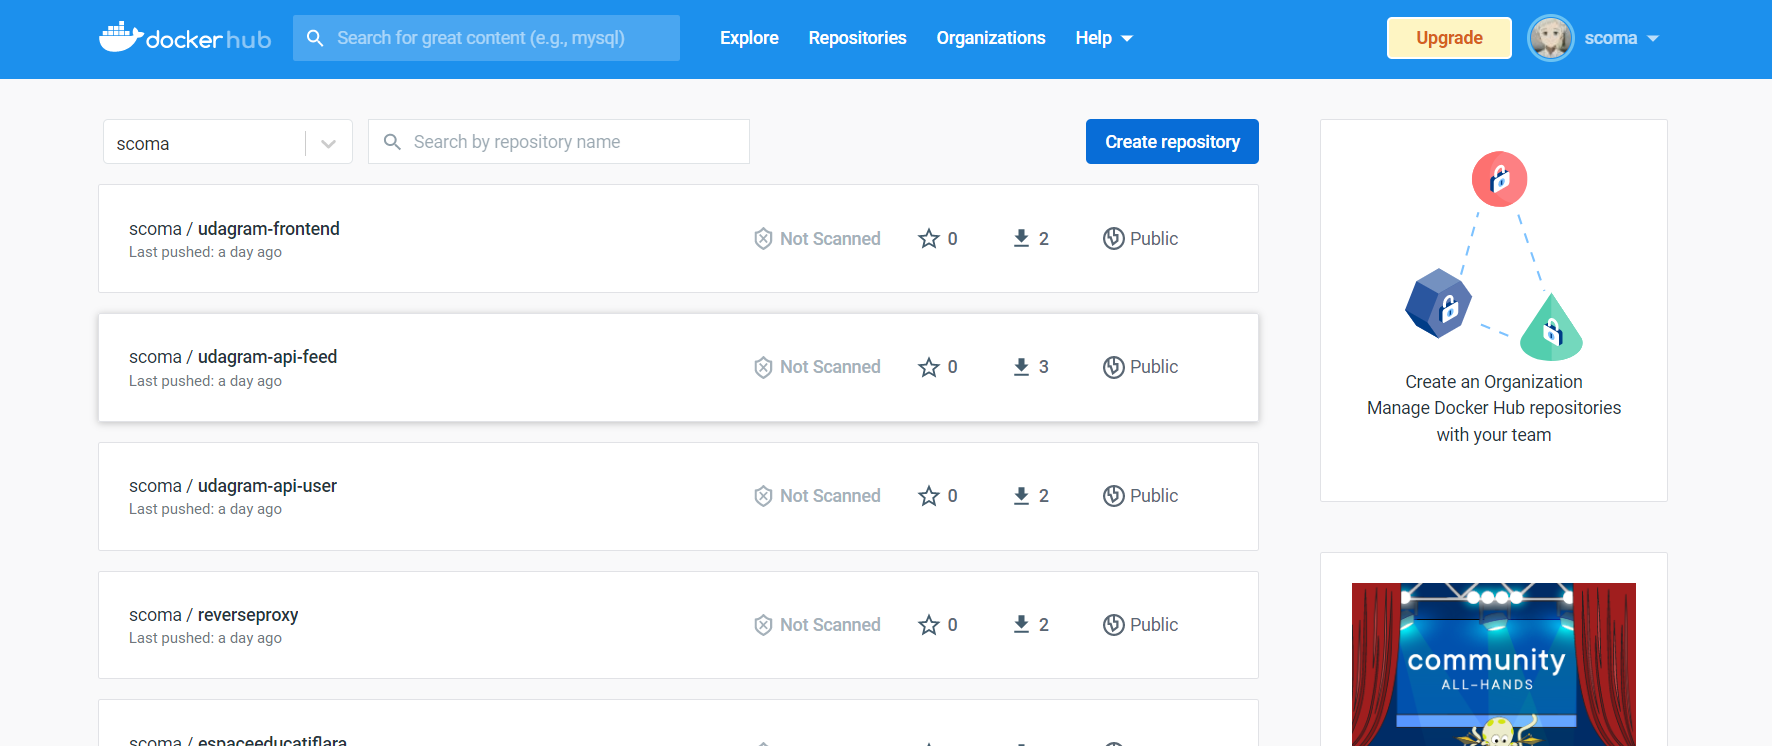 docker hub
Search for great content (e.g., mysql)
Explore
Repositories
Organizations
Help
Upgrade
scoma
scoma
Search by repository name
Create repository
scoma / udagram-frontend
Last pushed: a day ago
Not Scanned
0
2
Public
scoma / udagram-api-feed
Last pushed: a day ago
Not Scanned
0
3
Public
scoma / udagram-api-user
Last pushed: a day ago
Not Scanned
0
2
Public
scoma / reverseproxy
Last pushed: a day ago
Not Scanned
0
2
Public
scoma / espaceeducatiflara
Create an Organization
Manage Docker Hub repositories
with your team
community
ALL-HANDS